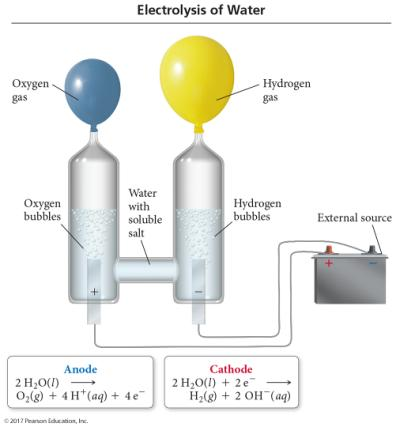 Electrolysis of Water
Oxygen
gas
Hydrogen
gas
Oxygen
bubbles
Water
with
soluble
salt
Hydrogen
bubbles
External source
+
−
+
−
Anode
2 H₂O(l) ⟶
O₂(g) + 4 H⁺(aq) + 4 e⁻
Cathode
2 H₂O(l) + 2 e⁻ ⟶
H₂(g) + 2 OH⁻(aq)
© 2017 Pearson Education, Inc.